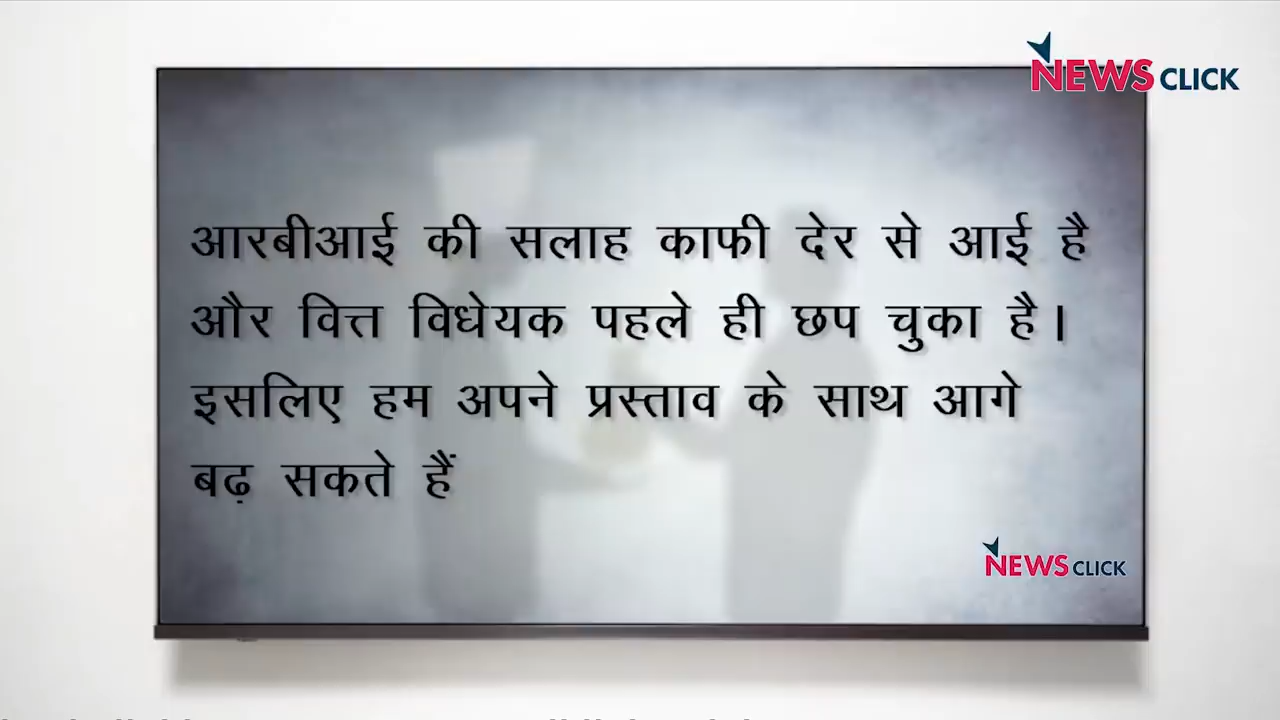 NEWS CLICK
आरबीआई की सलाह काफी देर से आई है
और वित्त विधेयक पहले ही छप चुका है।
इसलिए हम अपने प्रस्ताव के साथ आगे
बढ़ सकते हैं
NEWS CLICK